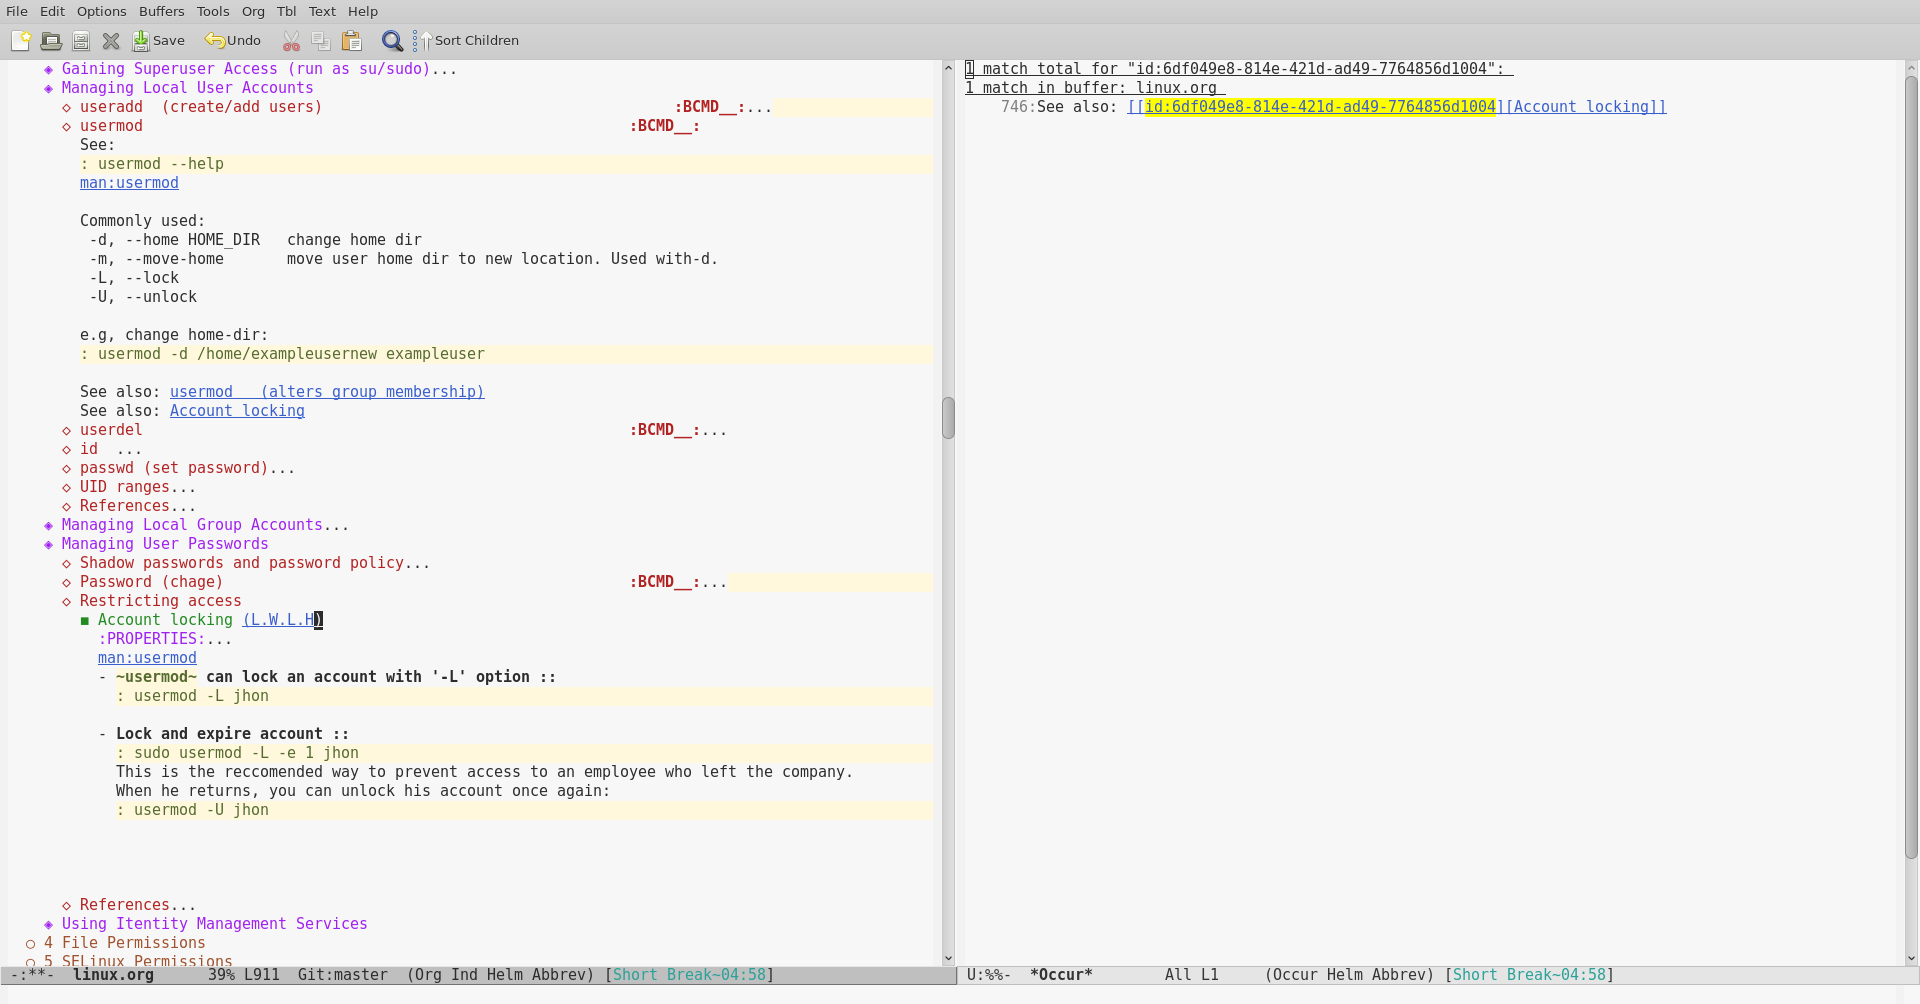 File Edit Options Buffers Tools Org Tbl Text Help
Save Undo Sort Children
◈ Gaining Superuser Access (run as su/sudo)...
◈ Managing Local User Accounts
◇ useradd  (create/add users) :BCMD__:...
◇ usermod :BCMD__:
See:
: usermod --help
man:usermod
Commonly used:
-d, --home HOME_DIR   change home dir
-m, --move-home       move user home dir to new location. Used with-d.
-L, --lock
-U, --unlock
e.g, change home-dir:
: usermod -d /home/exampleusernew exampleuser
See also: usermod   (alters group membership)
See also: Account locking
◇ userdel :BCMD__:...
◇ id  ...
◇ passwd (set password)...
◇ UID ranges...
◇ References...
◈ Managing Local Group Accounts...
◈ Managing User Passwords
◇ Shadow passwords and password policy...
◇ Password (chage) :BCMD__:...
◇ Restricting access
■ Account locking (L.W.L.H)
:PROPERTIES:...
man:usermod
- ~usermod~ can lock an account with '-L' option ::
: usermod -L jhon
- Lock and expire account ::
: sudo usermod -L -e 1 jhon
This is the reccomended way to prevent access to an employee who left the company.
When he returns, you can unlock his account once again:
: usermod -U jhon
◇ References...
◈ Using Itentity Management Services
○ 4 File Permissions
○ 5 SELinux Permissions
-:**-  linux.org      39% L911  Git:master  (Org Ind Helm Abbrev) [Short Break~04:58]
1 match total for "id:6df049e8-814e-421d-ad49-7764856d1004":
1 match in buffer: linux.org
746:See also: [[id:6df049e8-814e-421d-ad49-7764856d1004][Account locking]]
U:%%-  *Occur*        All L1     (Occur Helm Abbrev) [Short Break~04:58]